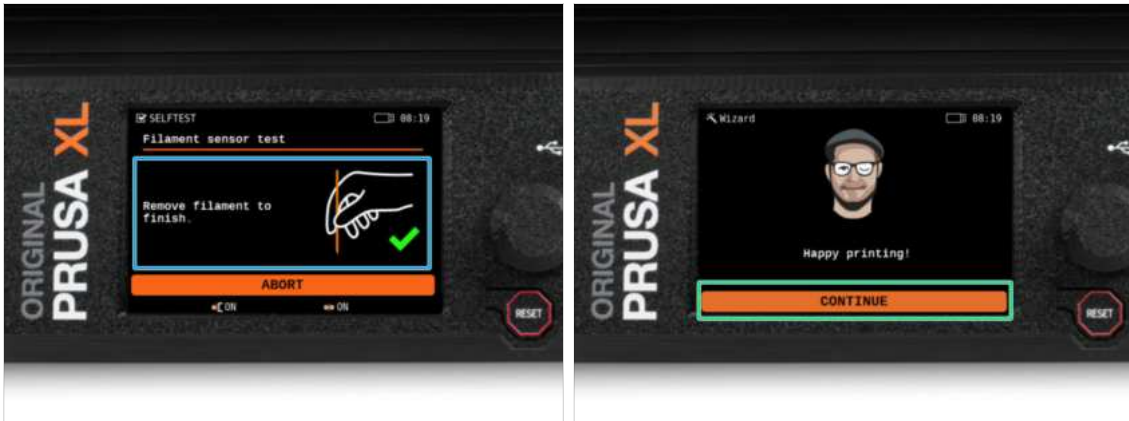 ORIGINAL
PRUSA XL
SELFTEST
08:19
Filament sensor test
Remove filament to
finish.
ABORT
ON
ON
RESET
ORIGINAL
PRUSA XL
Wizard
08:19
Happy printing!
CONTINUE
RESET